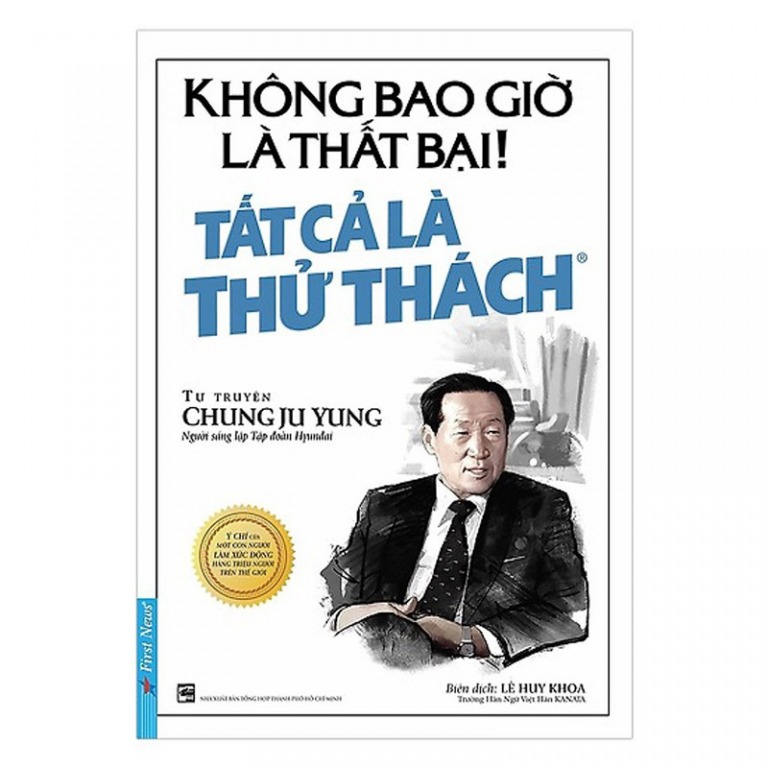 KHÔNG BAO GIỜ
LÀ THẤT BẠI!
TẤT CẢ LÀ
THỬ THÁCH®
TỰ TRUYỆN
CHUNG JU YUNG
Người sáng lập Tập đoàn Hyundai
Ý CHÍ CỦA
MỘT CON NGƯỜI
LÀM XÚC ĐỘNG
HÀNG TRIỆU NGƯỜI
TRÊN THẾ GIỚI
First News
NHÀ XUẤT BẢN TỔNG HỢP THÀNH PHỐ HỒ CHÍ MINH
Biên dịch: LÊ HUY KHOA
Trường Hàn Ngữ Việt Hàn KANATA